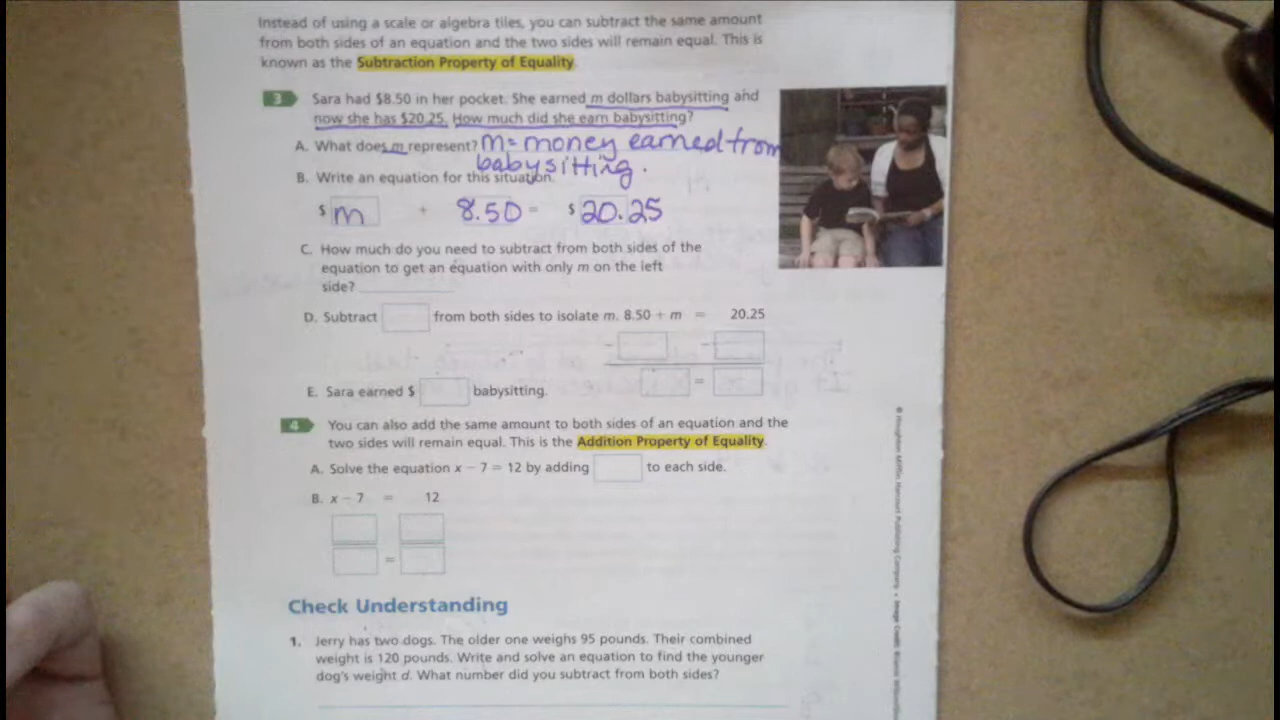 Instead of using a scale or algebra tiles, you can subtract the same amount
from both sides of an equation and the two sides will remain equal. This is
known as the Subtraction Property of Equality.
3 Sara had $8.50 in her pocket. She earned m dollars babysitting and
now she has $20.25. How much did she earn babysitting?
A. What does m represent? m = money earned from
babysitting.
B. Write an equation for this situation.
$ m + 8.50 = $ 20.25
C. How much do you need to subtract from both sides of the
equation to get an equation with only m on the left
side?
D. Subtract from both sides to isolate m. 8.50 + m = 20.25
- -
=
E. Sara earned $ babysitting.
4 You can also add the same amount to both sides of an equation and the
two sides will remain equal. This is the Addition Property of Equality.
A. Solve the equation x − 7 = 12 by adding to each side.
B. x − 7 = 12
=
Check Understanding
1. Jerry has two dogs. The older one weighs 95 pounds. Their combined
weight is 120 pounds. Write and solve an equation to find the younger
dog's weight d. What number did you subtract from both sides?
© Houghton Mifflin Harcourt Publishing Company • Image Credit: